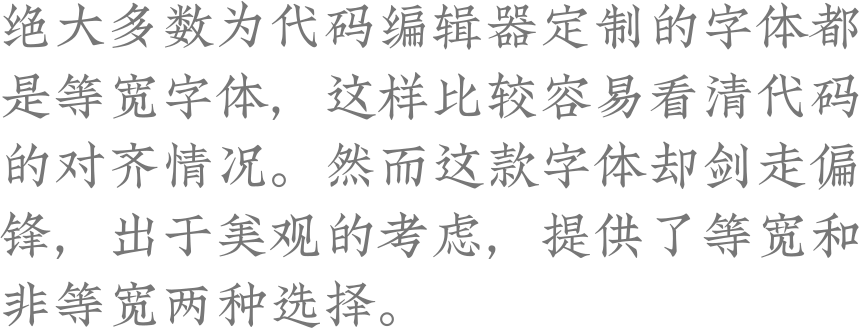 绝大多数为代码编辑器定制的字体都
是等宽字体，这样比较容易看清代码
的对齐情况。然而这款字体却剑走偏
锋，出于美观的考虑，提供了等宽和
非等宽两种选择。